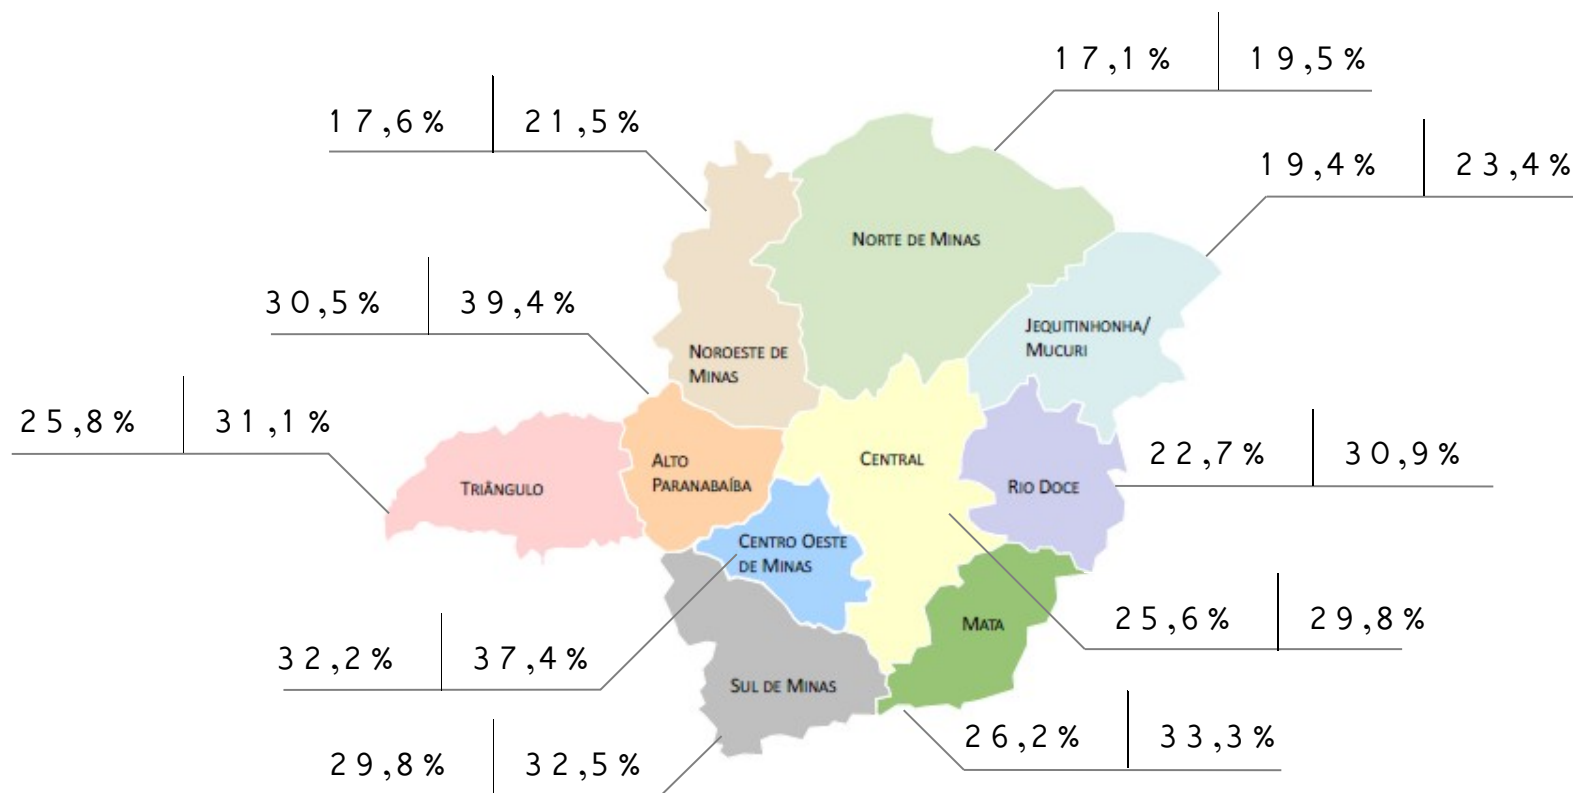 17,1% 19,5%
17,6% 21,5%
19,4% 23,4%
NORTE DE MINAS
30,5% 39,4%
JEQUITINHONHA/
MUCURI
NOROESTE DE
MINAS
25,8% 31,1%
22,7% 30,9%
ALTO
PARANABAÍBA
CENTRAL
TRIÂNGULO
RIO DOCE
CENTRO OESTE
DE MINAS
25,6% 29,8%
MATA
32,2% 37,4%
SUL DE MINAS
26,2% 33,3%
29,8% 32,5%